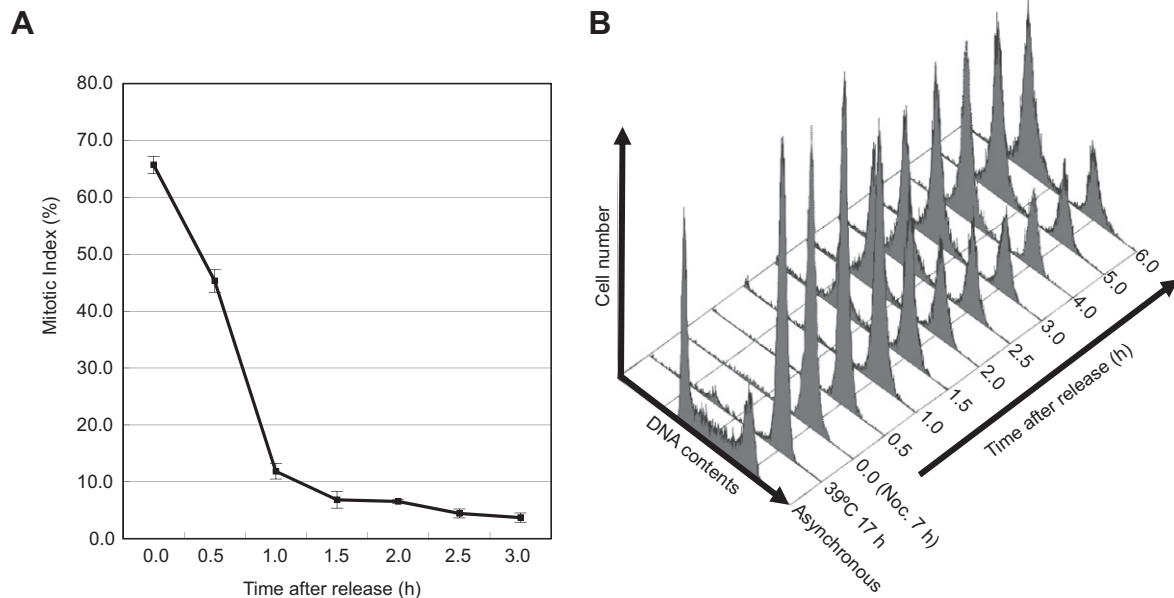 A
80.0
70.0
60.0
50.0
40.0
30.0
20.0
10.0
0.0
Mitotic Index (%)
0.0 0.5 1.0 1.5 2.0 2.5 3.0
Time after release (h)
B
Cell number
DNA contents
Asynchronous
39ºC 17 h
0.0 (Noc. 7 h)
0.5
1.0
1.5
2.0
2.5
3.0
4.0
5.0
6.0
Time after release (h)